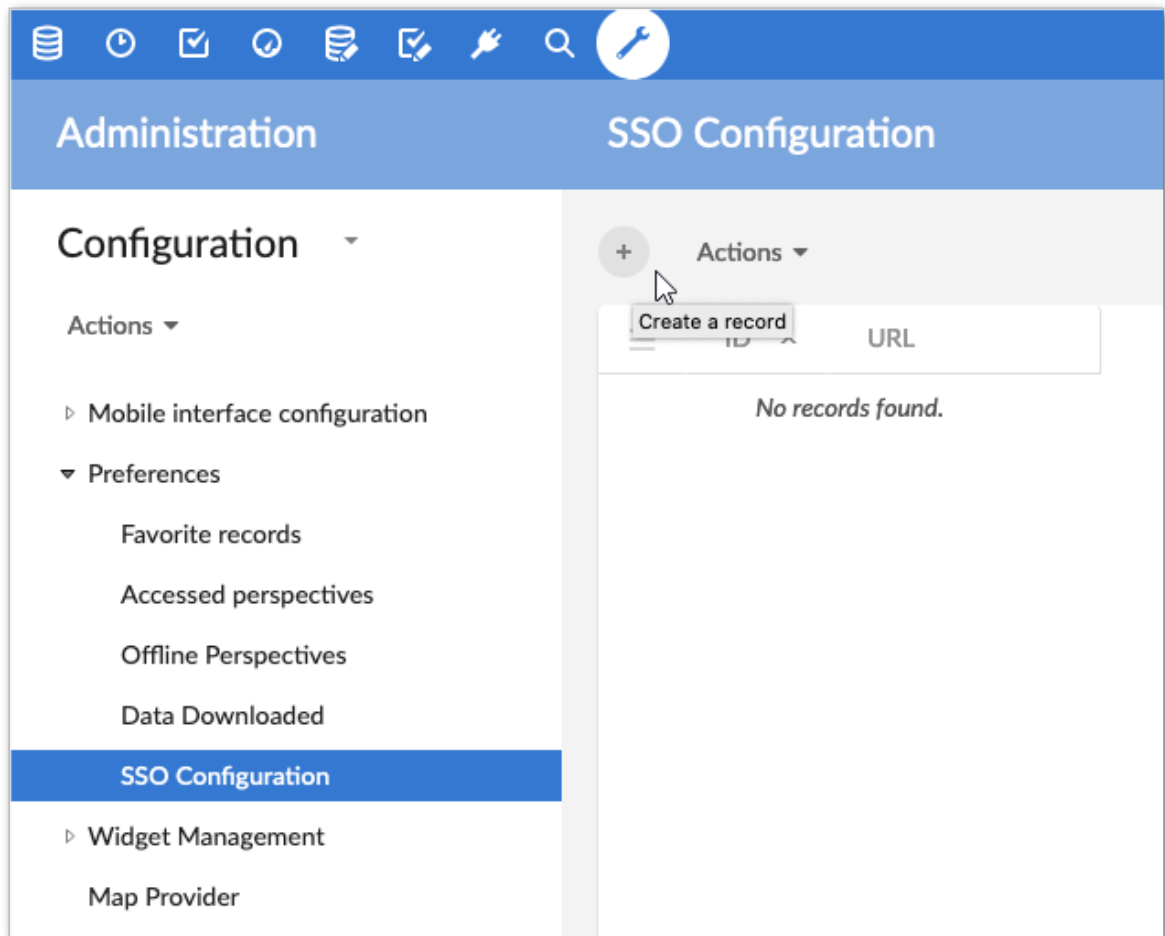 Administration
SSO Configuration
Configuration
Actions
Mobile interface configuration
Preferences
Favorite records
Accessed perspectives
Offline Perspectives
Data Downloaded
SSO Configuration
Widget Management
Map Provider
Actions
Create a record
ID
URL
No records found.